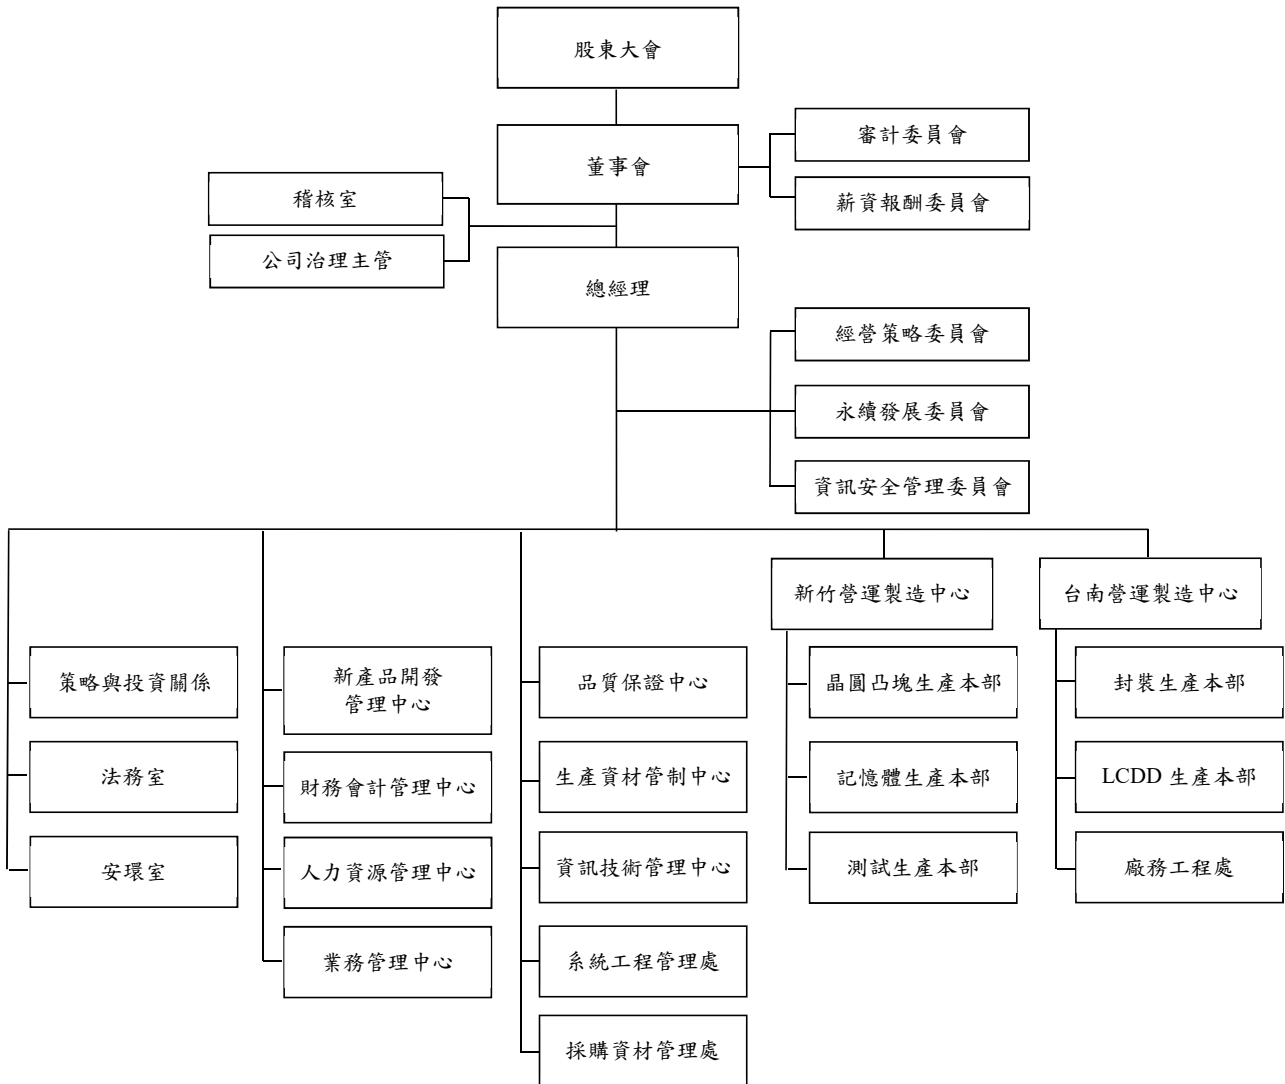 股東大會
董事會
審計委員會
薪資報酬委員會
稽核室
公司治理主管
總經理
經營策略委員會
永續發展委員會
資訊安全管理委員會
新竹營運製造中心
台南營運製造中心
策略與投資關係
法務室
安環室
新產品開發
管理中心
財務會計管理中心
人力資源管理中心
業務管理中心
品質保證中心
生產資材管制中心
資訊技術管理中心
系統工程管理處
採購資材管理處
晶圓凸塊生產本部
記憶體生產本部
測試生產本部
封裝生產本部
LCDD 生產本部
廠務工程處